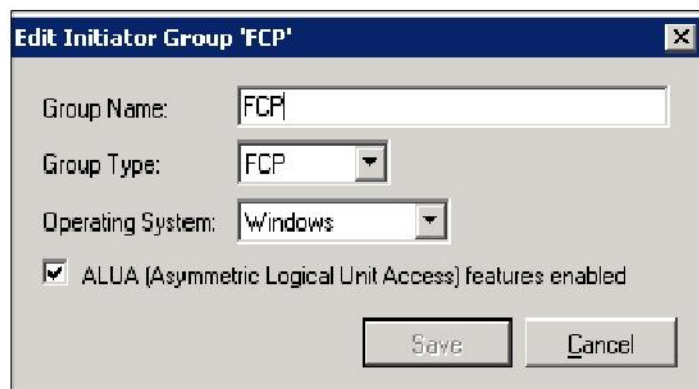 Edit Initiator Group 'FCP'
Group Name: FCP
Group Type: FCP
Operating System: Windows
ALUA (Asymmetric Logical Unit Access) features enabled
Save Cancel